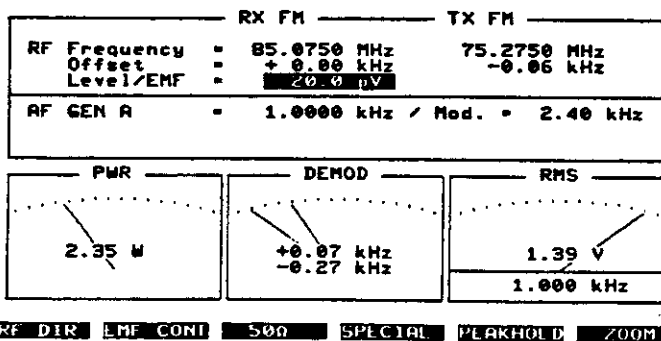 RX FM TX FM
RF Frequency = 85.0750 MHz 75.2750 MHz
Offset = + 0.00 kHz -0.06 kHz
Level/EMF = 20.0 µV
AF GEN A = 1.0000 kHz / Mod. = 2.40 kHz
PWR DEMOD RMS
2.35 W +0.07 kHz 1.39 V
-0.27 kHz
1.000 kHz
RF DIR EMF CONT 50Ω SPECIAL PEAKHOLD ZOOM